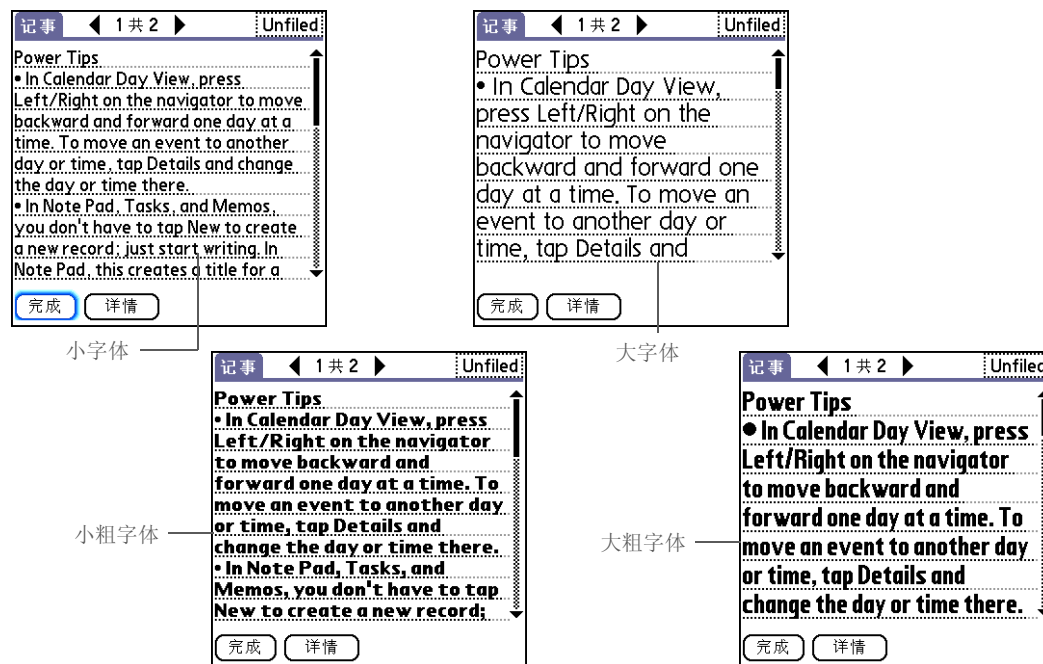 记事 1 共 2 Unfiled
Power Tips
• In Calendar Day View, press
Left/Right on the navigator to move
backward and forward one day at a
time. To move an event to another
day or time, tap Details and change
the day or time there.
• In Note Pad, Tasks, and Memos,
you don't have to tap New to create
a new record; just start writing. In
Note Pad, this creates a title for a
完成 详情
小字体
记事 1 共 2 Unfiled
Power Tips
• In Calendar Day View,
press Left/Right on the
navigator to move
backward and forward one
day at a time. To move an
event to another day or
time, tap Details and
完成 详情
大字体
记事 1 共 2 Unfiled
Power Tips
• In Calendar Day View, press
Left/Right on the navigator
to move backward and
forward one day at a time. To
move an event to another day
or time, tap Details and
change the day or time there.
• In Note Pad, Tasks, and
Memos, you don't have to tap
New to create a new record;
完成 详情
小粗字体
记事 1 共 2 Unfiled
Power Tips
• In Calendar Day View, press
Left/Right on the navigator
to move backward and
forward one day at a time. To
move an event to another day
or time, tap Details and
change the day or time there.
完成 详情
大粗字体